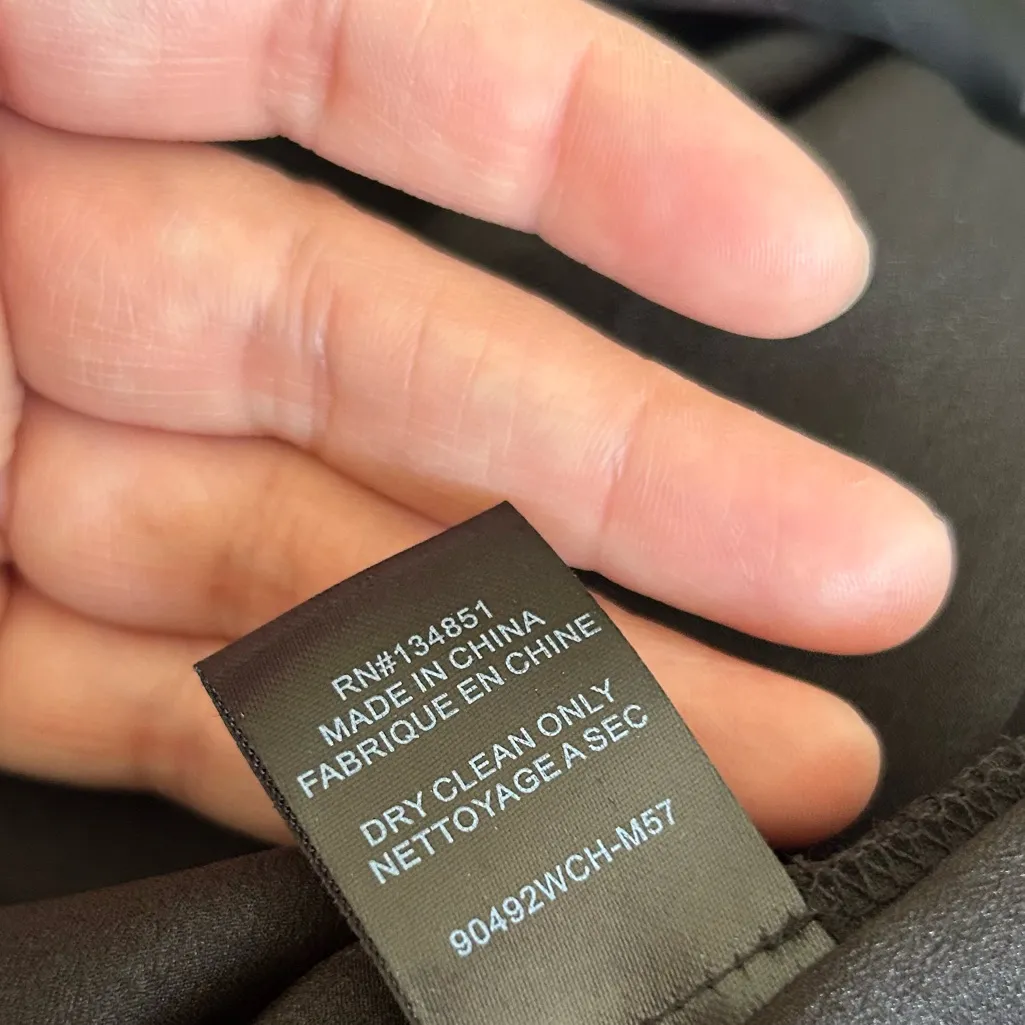 RN#134851
MADE IN CHINA
FABRIQUE EN CHINE
DRY CLEAN ONLY
NETTOYAGE A SEC
90492WCH-M57